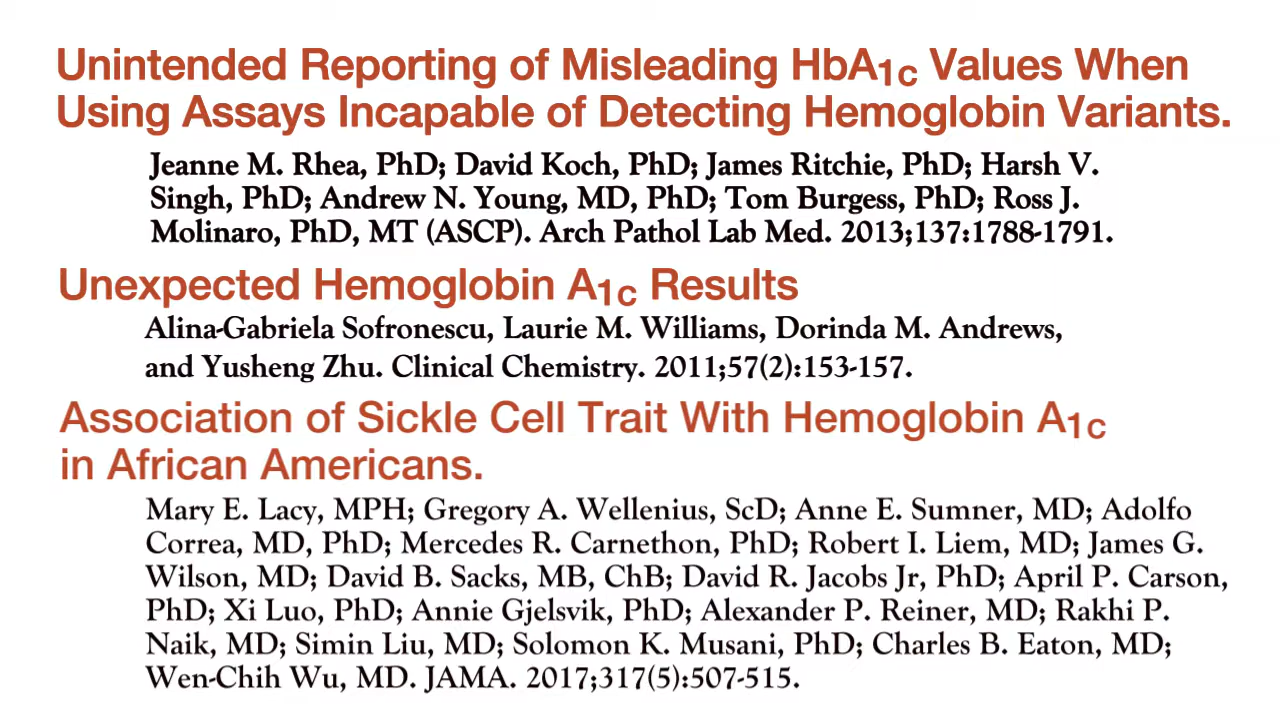 Unintended Reporting of Misleading HbA1C Values When
Using Assays Incapable of Detecting Hemoglobin Variants.
Jeanne M. Rhea, PhD; David Koch, PhD; James Ritchie, PhD; Harsh V.
Singh, PhD; Andrew N. Young, MD, PhD; Tom Burgess, PhD; Ross J.
Molinaro, PhD, MT (ASCP). Arch Pathol Lab Med. 2013;137:1788-1791.
Unexpected Hemoglobin A1C Results
Alina-Gabriela Sofronescu, Laurie M. Williams, Dorinda M. Andrews,
and Yusheng Zhu. Clinical Chemistry. 2011;57(2):153-157.
Association of Sickle Cell Trait With Hemoglobin A1C
in African Americans.
Mary E. Lacy, MPH; Gregory A. Wellenius, ScD; Anne E. Sumner, MD; Adolfo
Correa, MD, PhD; Mercedes R. Carnethon, PhD; Robert I. Liem, MD; James G.
Wilson, MD; David B. Sacks, MB, ChB; David R. Jacobs Jr, PhD; April P. Carson,
PhD; Xi Luo, PhD; Annie Gjelsvik, PhD; Alexander P. Reiner, MD; Rakhi P.
Naik, MD; Simin Liu, MD; Solomon K. Musani, PhD; Charles B. Eaton, MD;
Wen-Chih Wu, MD. JAMA. 2017;317(5):507-515.